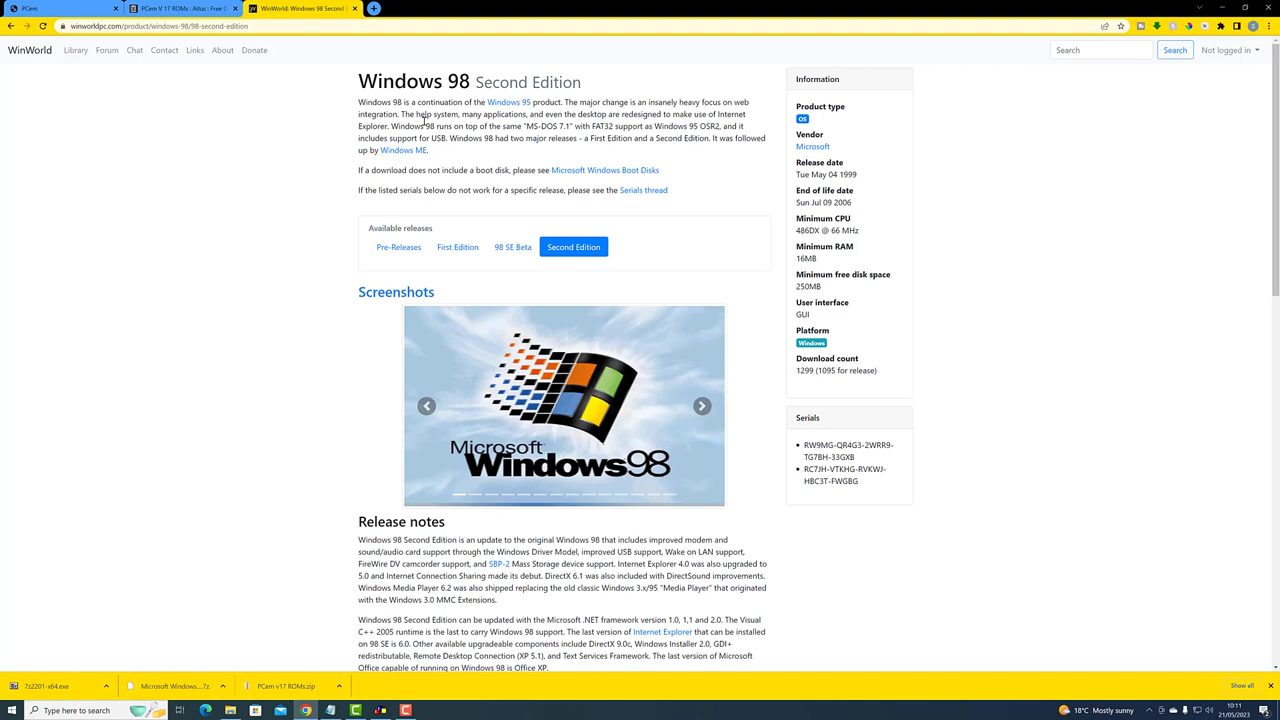 PCem
PCem V 17 ROMs : Altus : Free D
WinWorld: Windows 98 Second E
winworldpc.com/product/windows-98/98-second-edition
WinWorld Library Forum Chat Contact Links About Donate Search Search Not logged in
Windows 98 Second Edition
Windows 98 is a continuation of the Windows 95 product. The major change is an insanely heavy focus on web
integration. The help system, many applications, and even the desktop are redesigned to make use of Internet
Explorer. Windows 98 runs on top of the same "MS-DOS 7.1" with FAT32 support as Windows 95 OSR2, and it
includes support for USB. Windows 98 had two major releases - a First Edition and a Second Edition. It was followed
up by Windows ME.
If a download does not include a boot disk, please see Microsoft Windows Boot Disks
If the listed serials below do not work for a specific release, please see the Serials thread
Available releases
Pre-Releases First Edition 98 SE Beta Second Edition
Screenshots
Microsoft
Windows98
Release notes
Windows 98 Second Edition is an update to the original Windows 98 that includes improved modem and
sound/audio card support through the Windows Driver Model, improved USB support, Wake on LAN support,
FireWire DV camcorder support, and SBP-2 Mass Storage device support. Internet Explorer 4.0 was also upgraded to
5.0 and Internet Connection Sharing made its debut. DirectX 6.1 was also included with DirectSound improvements.
Windows Media Player 6.2 was also shipped replacing the old classic Windows 3.x/95 "Media Player" that originated
with the Windows 3.0 MMC Extensions.
Windows 98 Second Edition can be updated with the Microsoft .NET framework version 1.0, 1,1 and 2.0. The Visual
C++ 2005 runtime is the last to carry Windows 98 support. The last version of Internet Explorer that can be installed
on 98 SE is 6.0. Other available upgradeable components include DirectX 9.0c, Windows Installer 2.0, GDI+
redistributable, Remote Desktop Connection (XP 5.1), and Text Services Framework. The last version of Microsoft
Office capable of running on Windows 98 is Office XP.
Information
Product type
OS
Vendor
Microsoft
Release date
Tue May 04 1999
End of life date
Sun Jul 09 2006
Minimum CPU
486DX @ 66 MHz
Minimum RAM
16MB
Minimum free disk space
250MB
User interface
GUI
Platform
Windows
Download count
1299 (1095 for release)
Serials
RW9MG-QR4G3-2WRR9-
TG7BH-33GXB
RC7JH-VTKHG-RVKWJ-
HBC3T-FWGBG
7z2201-x64.exe
Microsoft Windows....7z
PCem v17 ROMs.zip
Show all
Type here to search
18°C Mostly sunny
10:11
21/05/2023